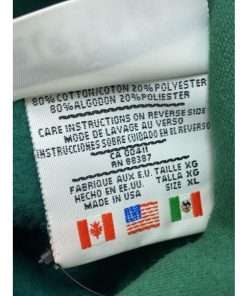 80% COTTON/COTON 20% POLYESTER
80% ALGODON 20% POLIESTER
CARE INSTRUCTIONS ON REVERSE SIDE
MODE DE LAVAGE AU VERSO
INSTRUCCIONES SOBRE CUIDADO EN EL REVERSO
CA 00411
RN 88387
FABRIQUE AUX E.U. TAILLE XG
HECHO EN EE.UU. TALLA XG
MADE IN USA SIZE XL